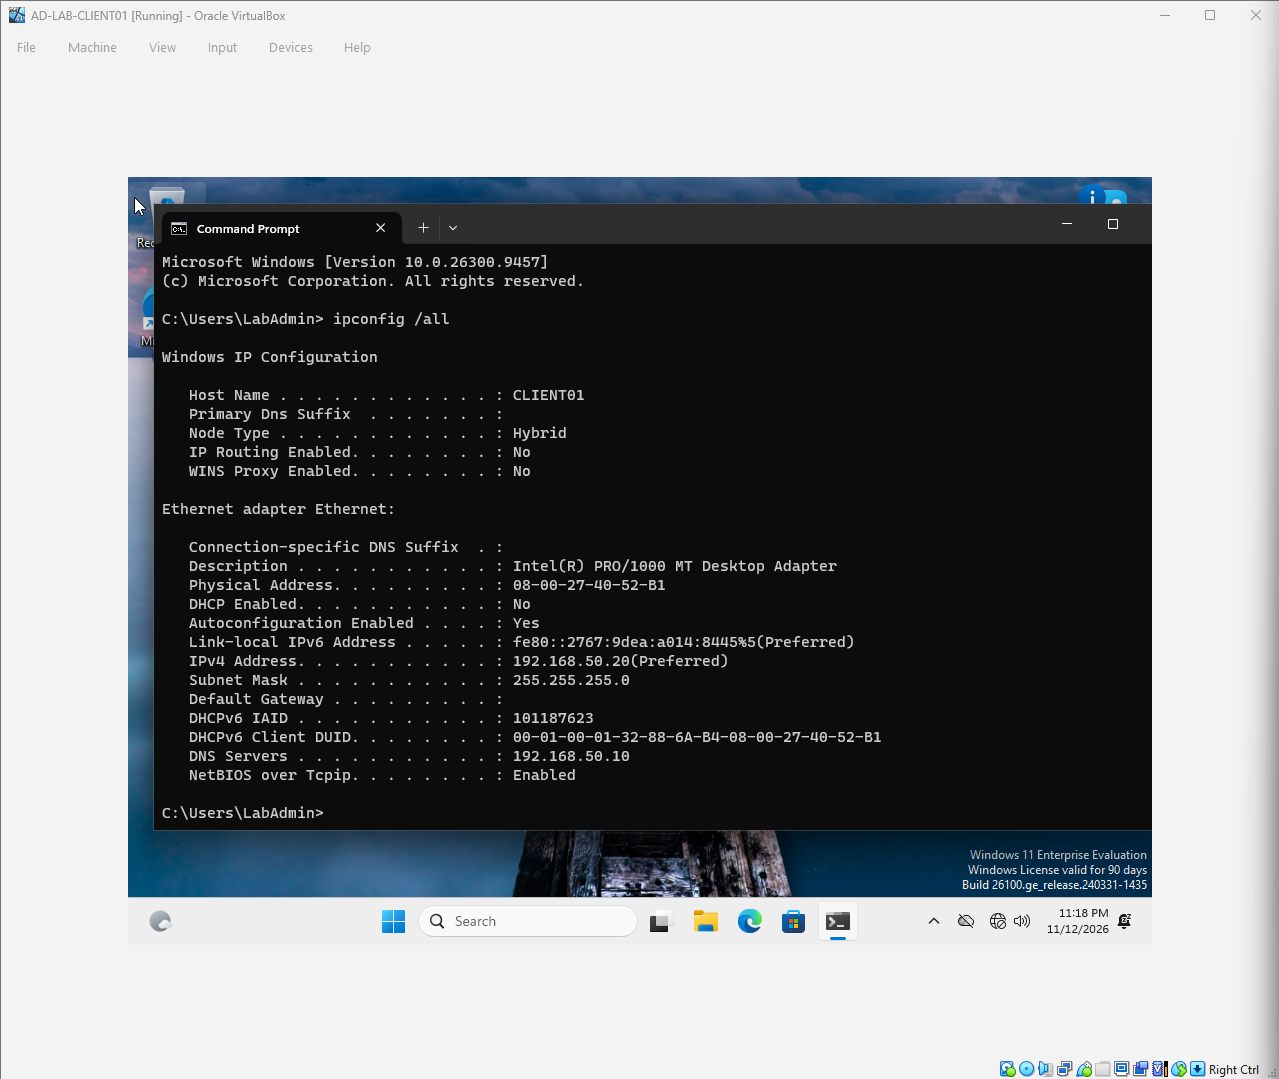 AD-LAB-CLIENT01 [Running] - Oracle VirtualBox
File Machine View Input Devices Help
Command Prompt
Microsoft Windows [Version 10.0.26300.9457]
(c) Microsoft Corporation. All rights reserved.
C:\Users\LabAdmin> ipconfig /all
Windows IP Configuration
Host Name . . . . . . . . . . . . : CLIENT01
Primary Dns Suffix  . . . . . . . :
Node Type . . . . . . . . . . . . : Hybrid
IP Routing Enabled. . . . . . . . : No
WINS Proxy Enabled. . . . . . . . : No
Ethernet adapter Ethernet:
Connection-specific DNS Suffix  . :
Description . . . . . . . . . . . : Intel(R) PRO/1000 MT Desktop Adapter
Physical Address. . . . . . . . . : 08-00-27-40-52-B1
DHCP Enabled. . . . . . . . . . . : No
Autoconfiguration Enabled . . . . : Yes
Link-local IPv6 Address . . . . . : fe80::2767:9dea:a014:8445%5(Preferred)
IPv4 Address. . . . . . . . . . . : 192.168.50.20(Preferred)
Subnet Mask . . . . . . . . . . . : 255.255.255.0
Default Gateway . . . . . . . . . :
DHCPv6 IAID . . . . . . . . . . . : 101187623
DHCPv6 Client DUID. . . . . . . . : 00-01-00-01-32-88-6A-B4-08-00-27-40-52-B1
DNS Servers . . . . . . . . . . . : 192.168.50.10
NetBIOS over Tcpip. . . . . . . . : Enabled
C:\Users\LabAdmin>
Windows 11 Enterprise Evaluation
Windows License valid for 90 days
Build 26100.ge_release.240331-1435
Search
11:18 PM
11/12/2026
Right Ctrl